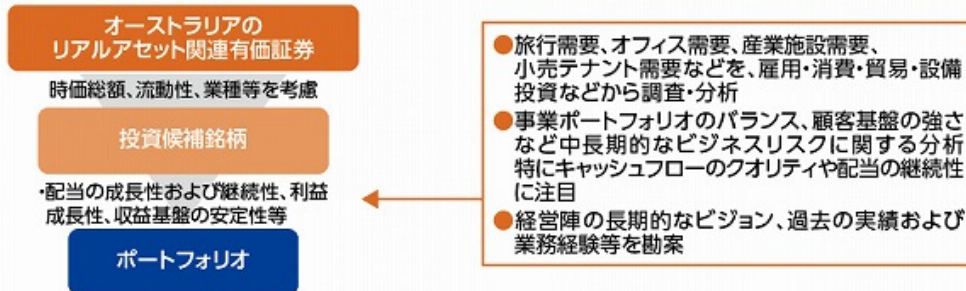 オーストラリアの
リアルアセット関連有価証券
時価総額、流動性、業種等を考慮
投資候補銘柄
・配当の成長性および継続性、利益
成長性、収益基盤の安定性等
ポートフォリオ
●旅行需要、オフィス需要、産業施設需要、
小売テナント需要などを、雇用・消費・貿易・設備
投資などから調査・分析
●事業ポートフォリオのバランス、顧客基盤の強さ
など中長期的なビジネスリスクに関する分析
特にキャッシュフローのクオリティや配当の継続性
に注目
●経営陣の長期的なビジョン、過去の実績および
業務経験等を勘案